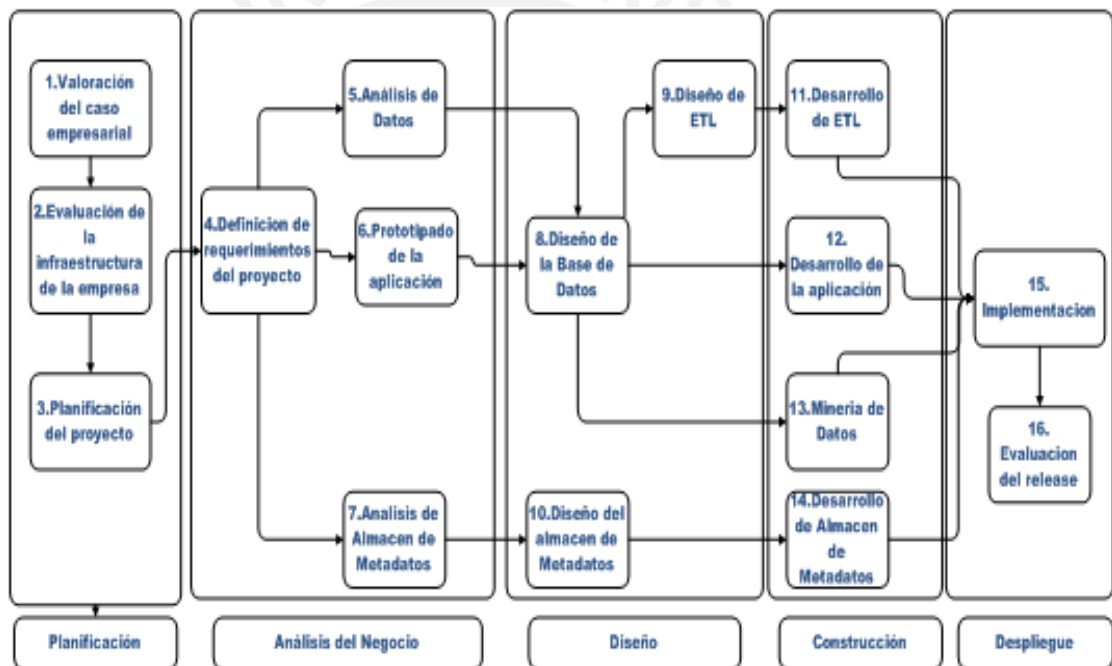 1.Valoración
del caso
empresarial
2.Evaluación de
la
infraestructura
de la empresa
3.Planificación
del proyecto
4.Definicion de
requerimientos
del proyecto
5.Análisis de
Datos
6.Prototipado
de la
aplicación
7.Analisis de
Almacen de
Metadatos
8.Diseño de
la Base de
Datos
9.Diseño de
ETL
10.Diseño del
almacen de
Metadatos
11.Desarrollo
de ETL
12.
Desarrollo de
la aplicación
13.Mineria de
Datos
14.Desarrollo
de Almacen
de
Metadatos
15.
Implementacion
16.
Evaluacion
del release
Planificación
Análisis del Negocio
Diseño
Construcción
Despliegue